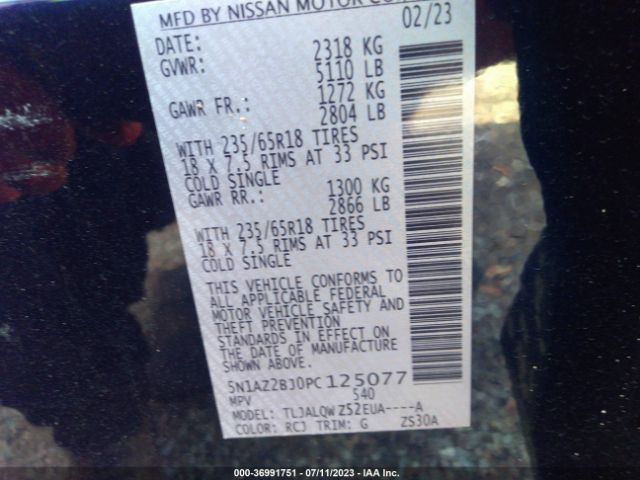 MFD BY NISSAN MOTOR CO
DATE: 02/23
GVWR: 2318 KG
5110 LB
GAWR FR.: 1272 KG
2804 LB
WITH 235/65R18 TIRES
18 X 7.5 RIMS AT 33 PSI
COLD SINGLE
GAWR RR.: 1300 KG
2866 LB
WITH 235/65R18 TIRES
18 X 7.5 RIMS AT 33 PSI
COLD SINGLE
THIS VEHICLE CONFORMS TO
ALL APPLICABLE FEDERAL
MOTOR VEHICLE SAFETY AND
THEFT PREVENTION
STANDARDS IN EFFECT ON
THE DATE OF MANUFACTURE
SHOWN ABOVE.
5N1AZ2BJ0PC125077
MPV 540
MODEL: TLJALQWZ52EUA----A
COLOR: RCJ TRIM: G ZS30A
000-36991751 - 07/11/2023 - IAA Inc.